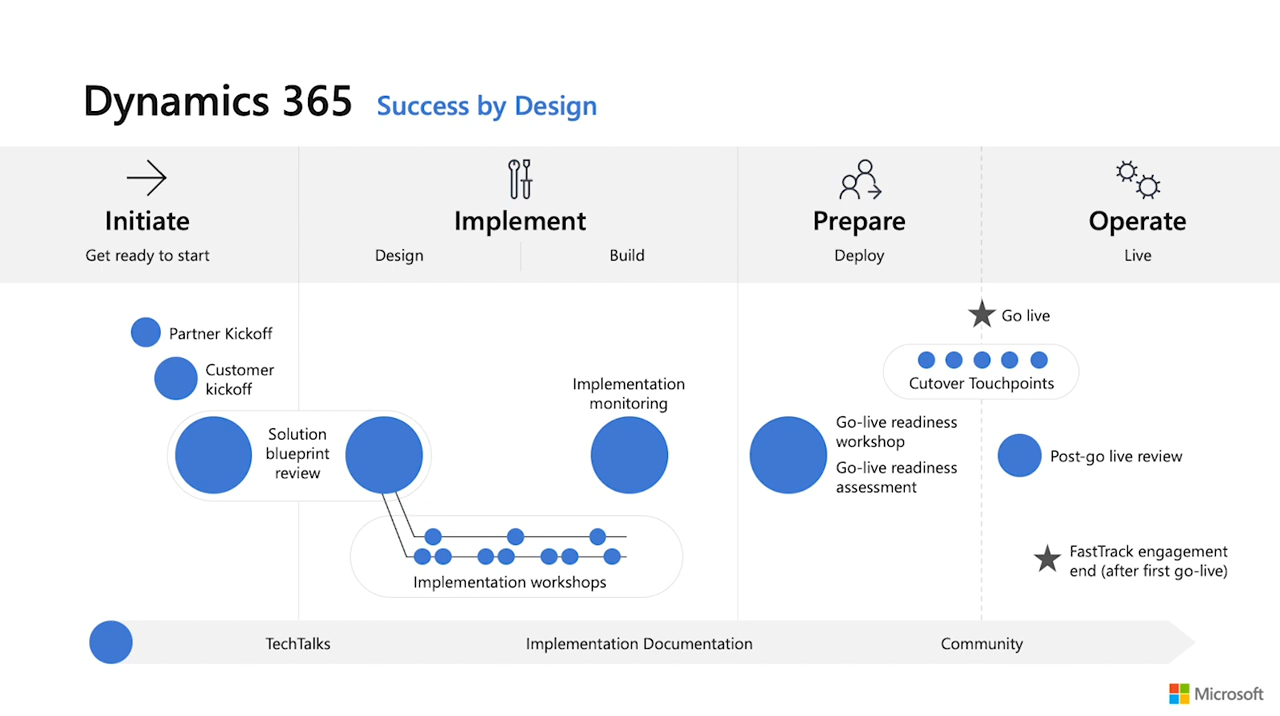 Dynamics 365 Success by Design
Initiate
Get ready to start
Implement
Design
Build
Prepare
Deploy
Operate
Live
Partner Kickoff
Customer
kickoff
Solution
blueprint
review
Implementation
monitoring
Implementation workshops
Go live
Cutover Touchpoints
Go-live readiness
workshop
Go-live readiness
assessment
Post-go live review
FastTrack engagement
end (after first go-live)
TechTalks
Implementation Documentation
Community
Microsoft